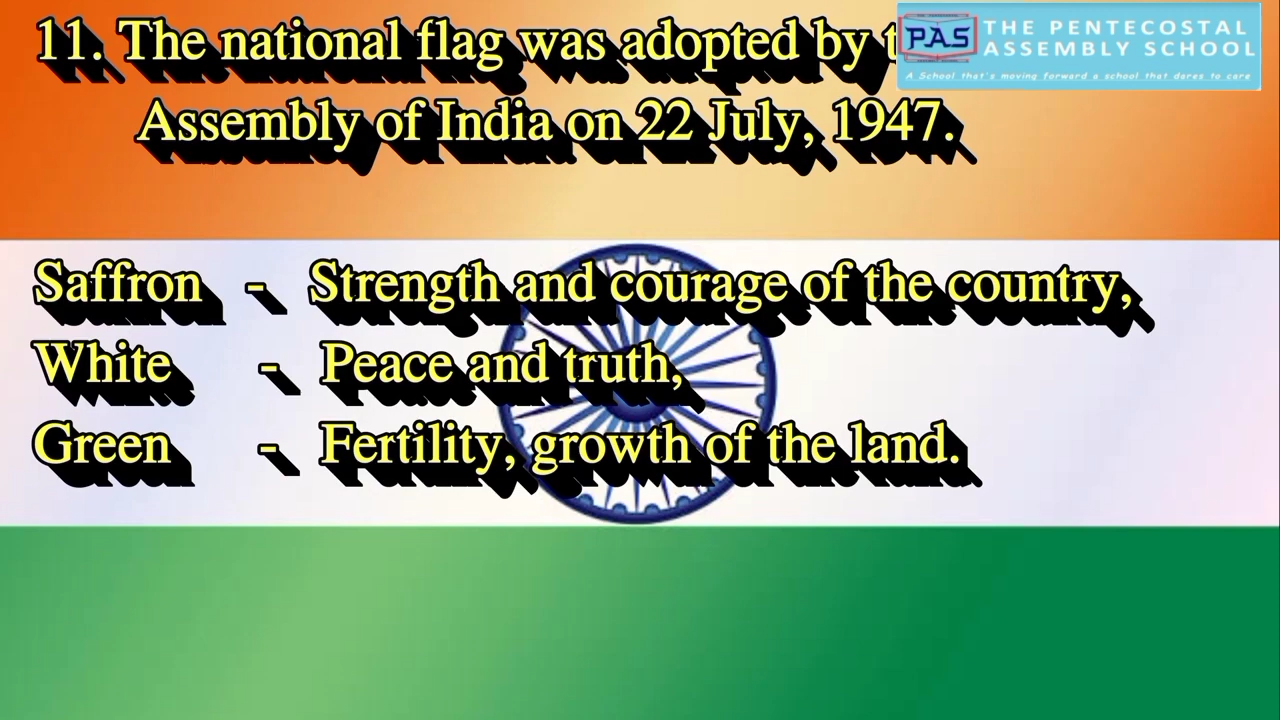 11. The national flag was adopted by
PAS
THE PENTECOSTAL
ASSEMBLY SCHOOL
A School that's moving forward a school that dares to care
Assembly of India on 22 July, 1947.
Saffron - Strength and courage of the country,
White - Peace and truth,
Green - Fertility, growth of the land.